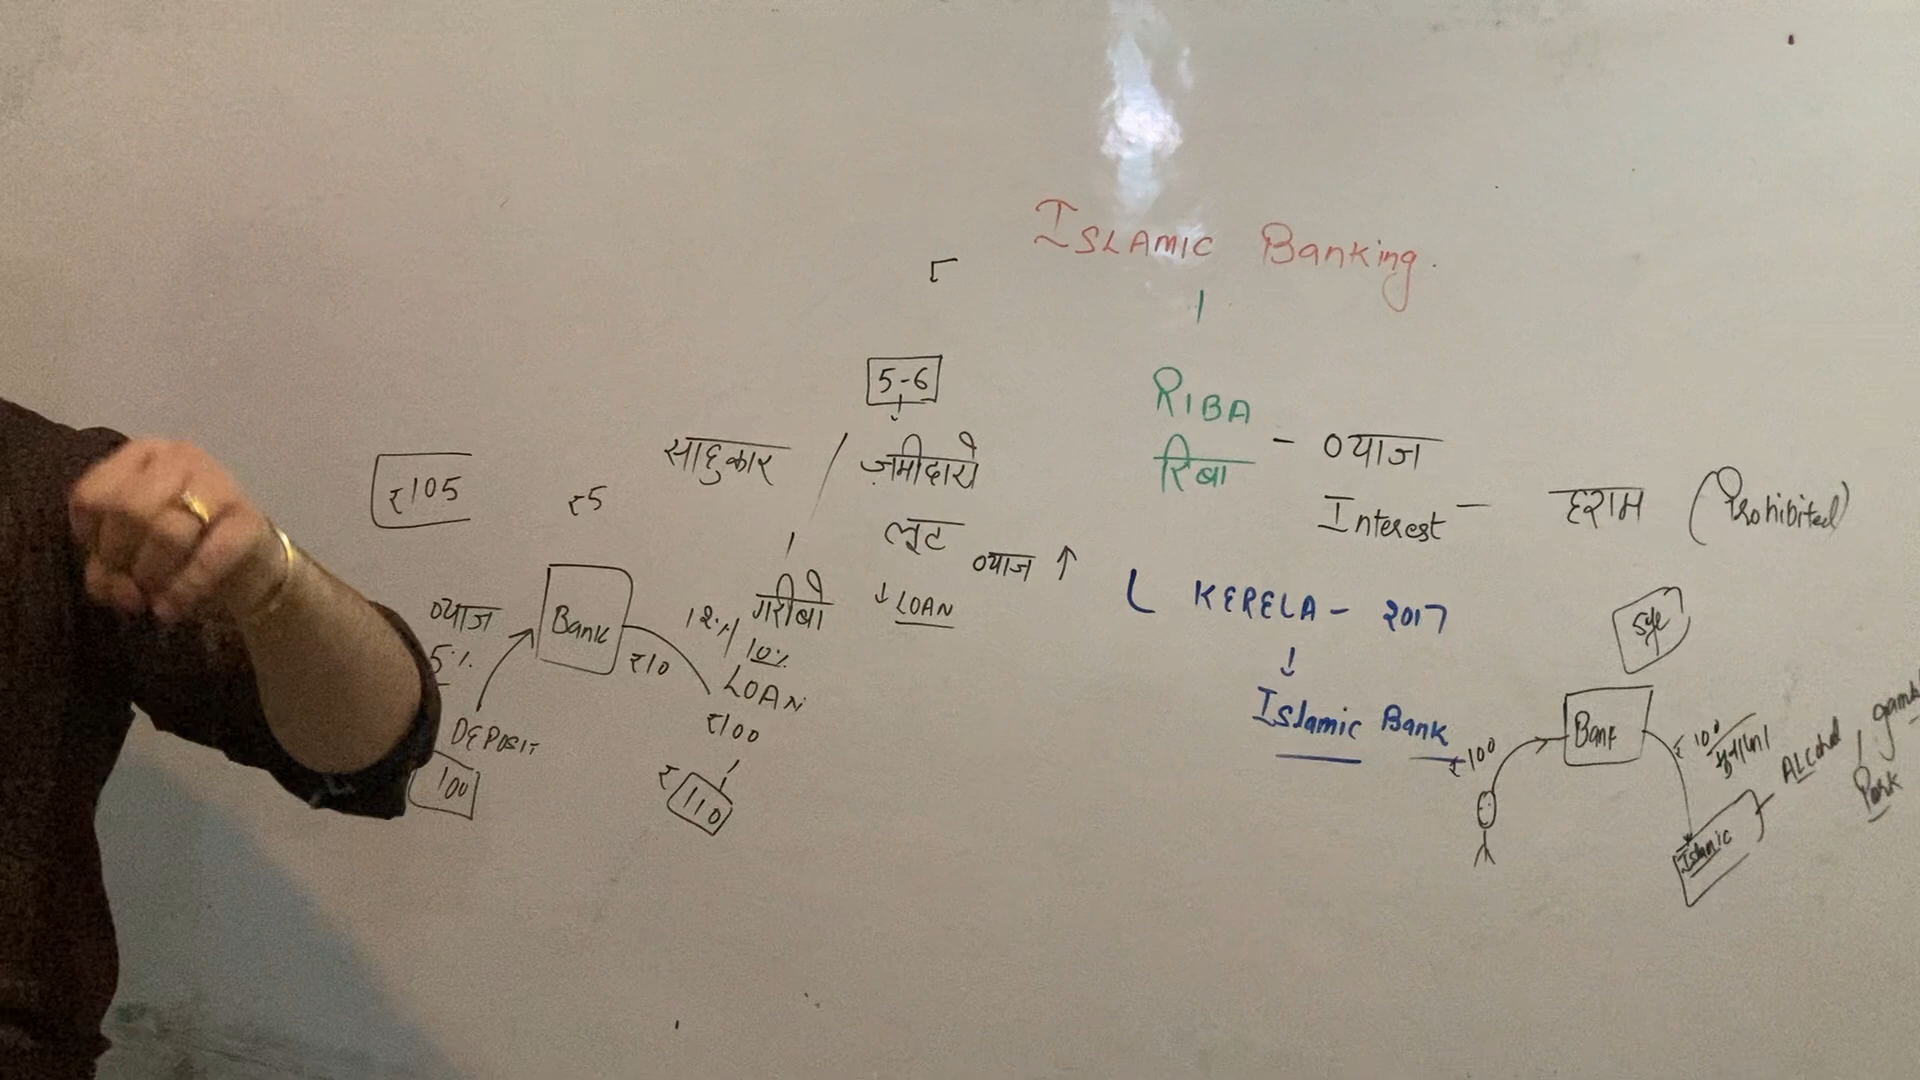 ISLAMIC Banking.
5-6
RIBA
रिबा - ब्याज
Interest - हराम (Prohibited)
साहुकार / ज़मीदारो
लूट
ब्याज ↑
↓ LOAN
गरीबो
₹105
₹5
ब्याज
5%
Bank
DEPOSIT
100
₹10
12% / 10%
LOAN
₹100
₹ 110
KERELA - 2017
↓
Islamic Bank
Safe
Bank
₹100
₹ 100
मुनाफा
Islamic
ALcohol / gamb
Pork